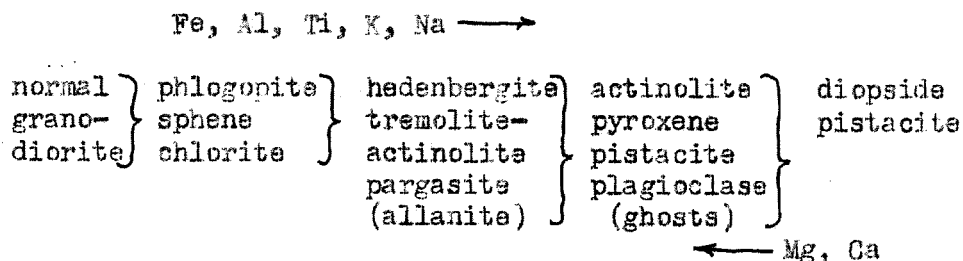 Fe, Al, Ti, K, Na ⟶
normal } phlogopite } hedenbergite } actinolite } diopside
grano- } sphene } tremolite- } pyroxene } pistacite
diorite } chlorite } actinolite } pistacite }
pargasite } plagioclase }
(allanite) } (ghosts) }
⟵ Mg, Ca